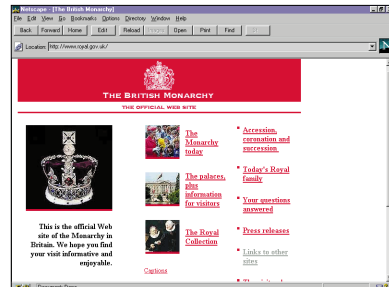 Netscape - [The British Monarchy]
File Edit View Go Bookmarks Options Directory Window Help
Back Forward Home Edit Reload Open Print Find
Location: http://www.royal.gov.uk/
N
THE BRITISH MONARCHY
THE OFFICIAL WEB SITE
This is the official Web
site of the Monarchy in
Britain. We hope you find
your visit informative and
enjoyable.
The
Monarchy
today
The palaces,
plus
information
for visitors
The Royal
Collection
Captions
Accession,
coronation and
succession
Today's Royal
family
Your questions
answered
Press releases
Links to other
sites
Document: Done